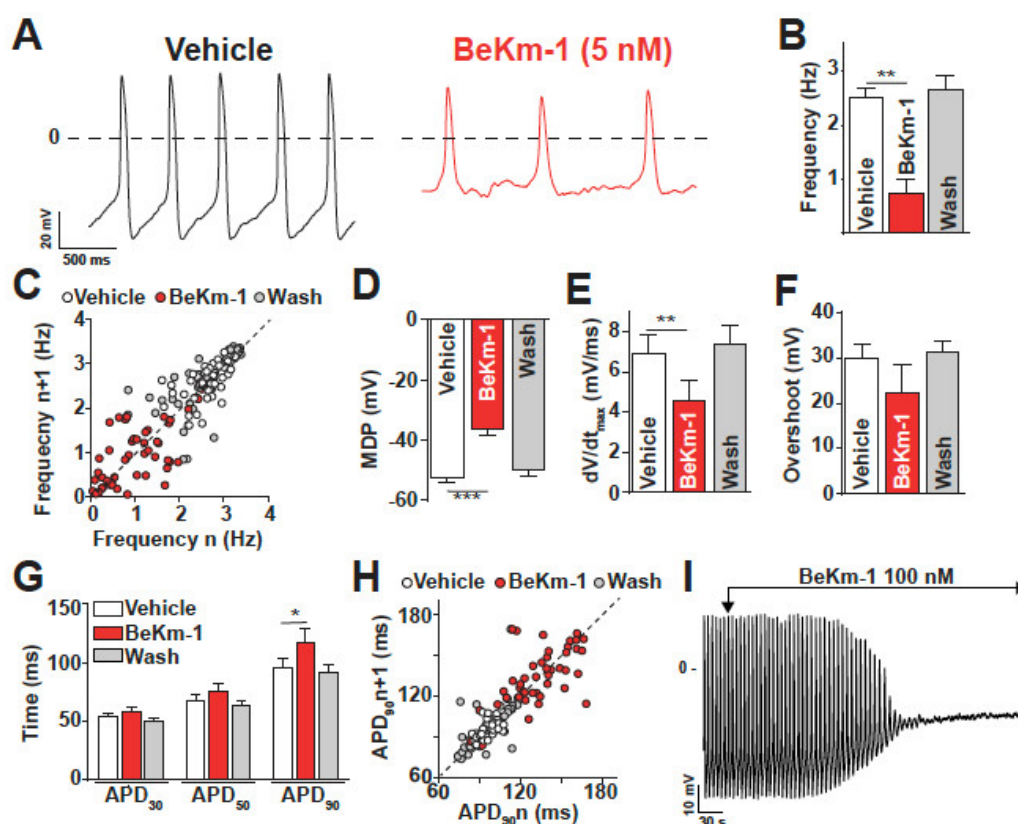 A
Vehicle
BeKm-1 (5 nM)
0
20 mV
500 ms
B
Frequency (Hz)
3
2
1
**
Vehicle
BeKm-1
Wash
C
Vehicle BeKm-1 Wash
Frequecny n+1 (Hz)
4
3
2
1
0
0 1 2 3 4
Frequency n (Hz)
D
MDP (mV)
0
-20
-40
-60
Vehicle
BeKm-1
Wash
***
E
dV/dtmax (mV/ms)
8
6
4
2
0
**
Vehicle
BeKm-1
Wash
F
Overshoot (mV)
40
30
20
10
0
Vehicle
BeKm-1
Wash
G
Time (ms)
150
100
50
0
Vehicle
BeKm-1
Wash
*
APD30 APD50 APD90
H
Vehicle BeKm-1 Wash
APD90n+1 (ms)
180
120
60
60 120 180
APD90n (ms)
I
BeKm-1 100 nM
0 -
10 mV
30 s